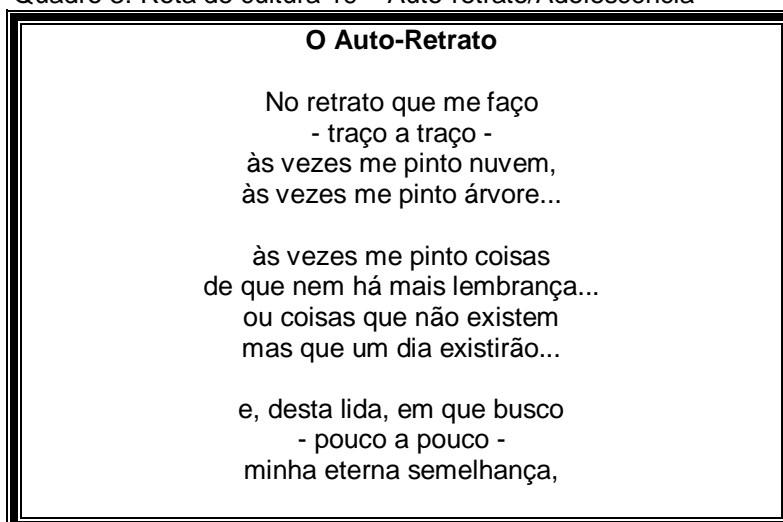 O Auto-Retrato
No retrato que me faço
- traço a traço -
às vezes me pinto nuvem,
às vezes me pinto árvore...
às vezes me pinto coisas
de que nem há mais lembrança...
ou coisas que não existem
mas que um dia existirão...
e, desta lida, em que busco
- pouco a pouco -
minha eterna semelhança,